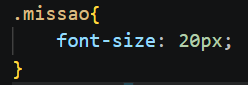 .missao{
    font-size: 20px;
}